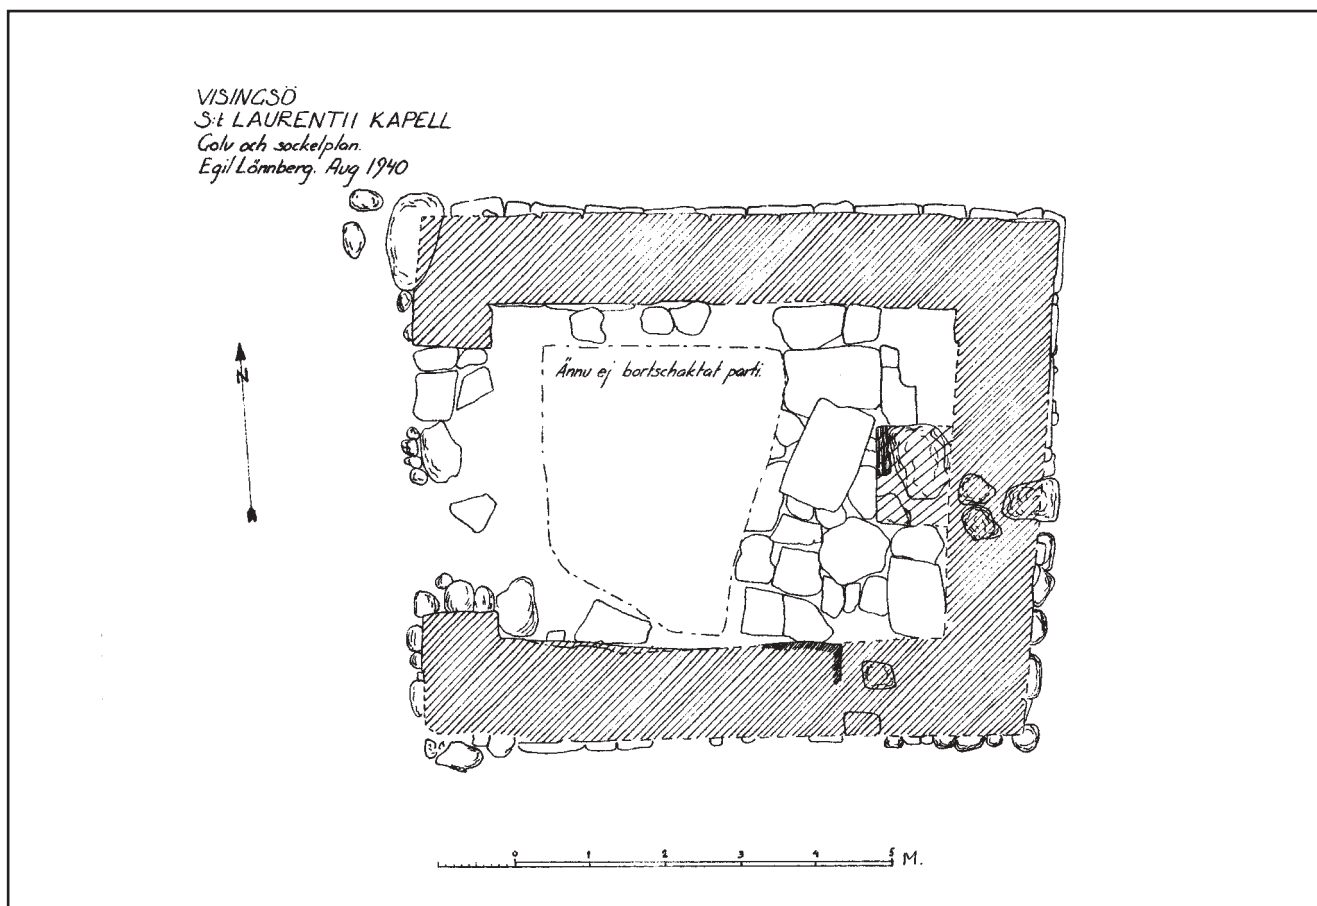 VISINGSÖ
S:t LAURENTII KAPELL
Golv och sockelplan.
Egil Lönnberg. Aug 1940
N
Ännu ej bortschaktat parti.
0 1 2 3 4 5 M.